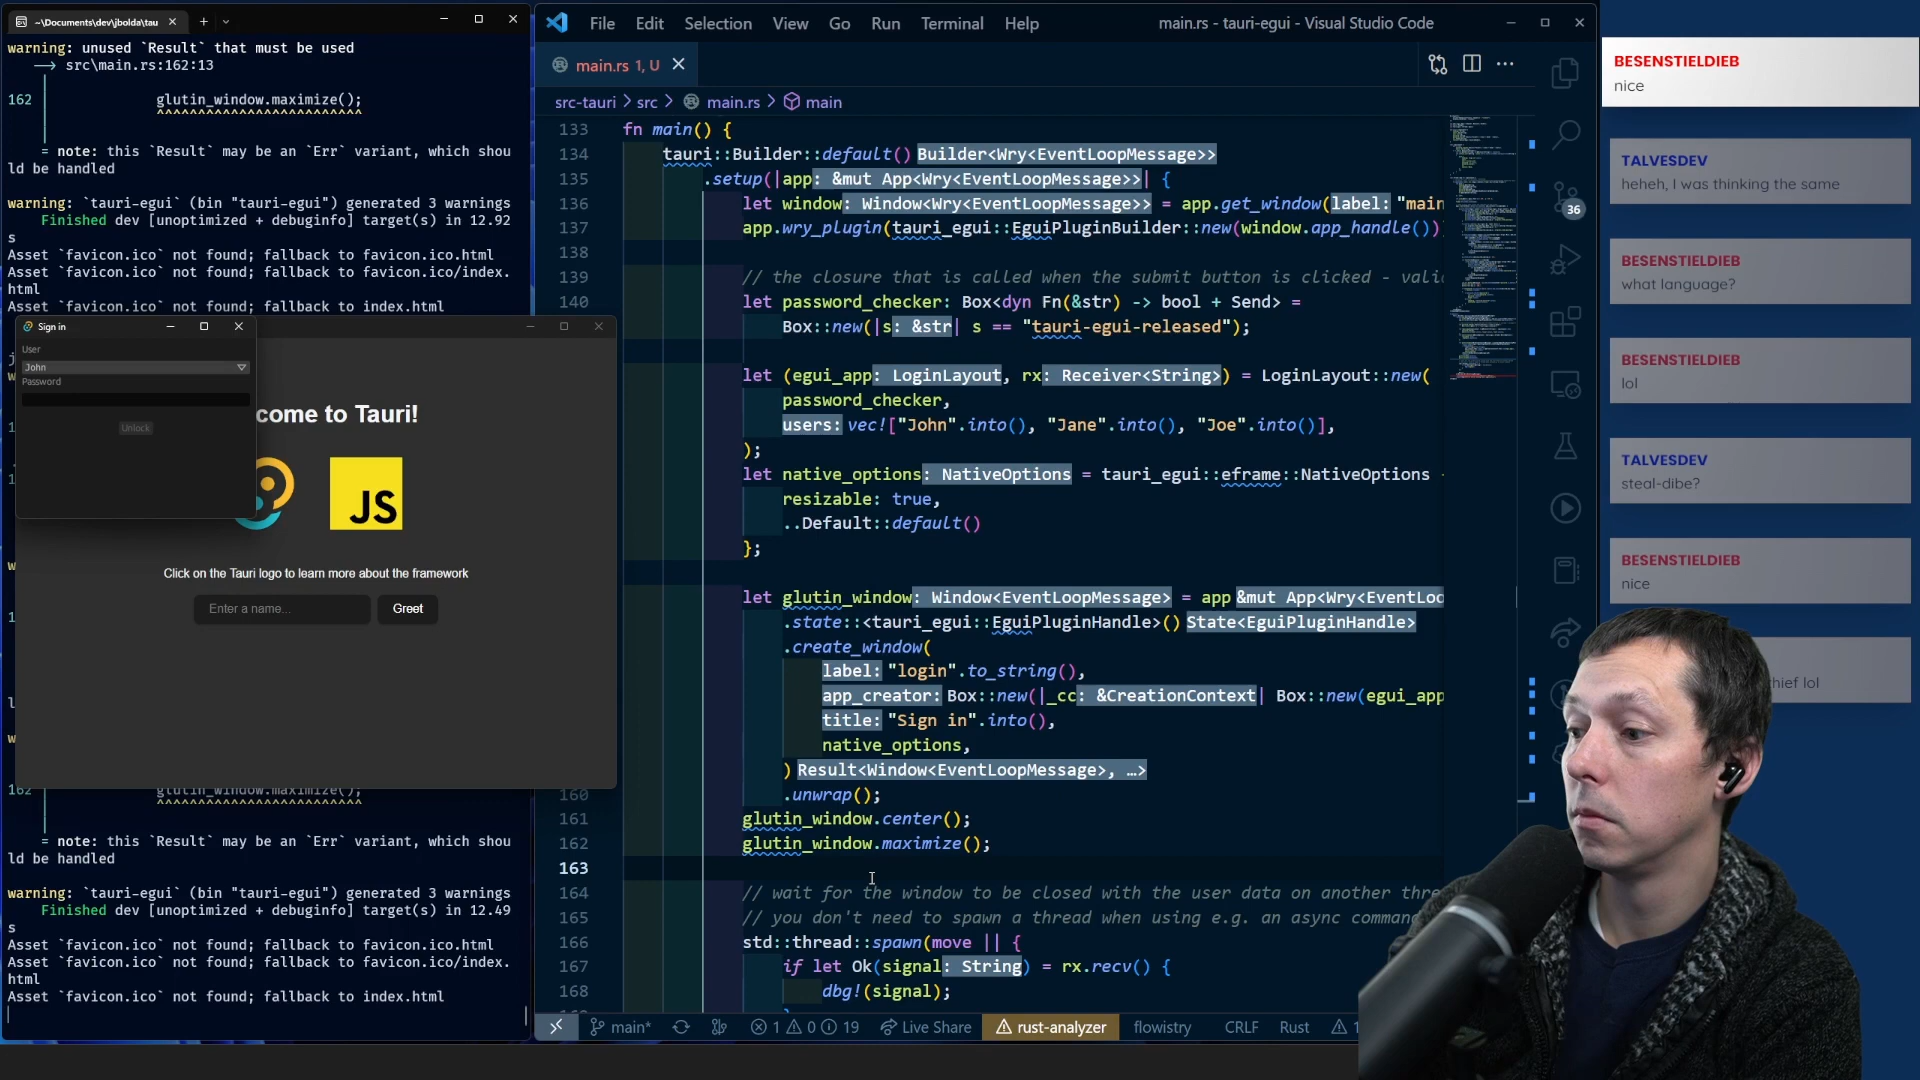 ~\Documents\dev\jbolda\tau
warning: unused `Result` that must be used
--> src\main.rs:162:13
162
glutin_window.maximize();
^^^^^^^^^^^^^^^^^^^^^^^^^
= note: this `Result` may be an `Err` variant, which shou
ld be handled
warning: `tauri-egui` (bin "tauri-egui") generated 3 warnings
Finished dev [unoptimized + debuginfo] target(s) in 12.92
s
Asset `favicon.ico` not found; fallback to favicon.ico.html
Asset `favicon.ico` not found; fallback to favicon.ico/index.
html
Asset `favicon.ico` not found; fallback to index.html
Sign in
User
John
Password
Unlock
come to Tauri!
JS
Click on the Tauri logo to learn more about the framework
Enter a name...
Greet
162
glutin_window.maximize();
^^^^^^^^^^^^^^^^^^^^^^^^^
= note: this `Result` may be an `Err` variant, which shou
ld be handled
warning: `tauri-egui` (bin "tauri-egui") generated 3 warnings
Finished dev [unoptimized + debuginfo] target(s) in 12.49
s
Asset `favicon.ico` not found; fallback to favicon.ico.html
Asset `favicon.ico` not found; fallback to favicon.ico/index.
html
Asset `favicon.ico` not found; fallback to index.html
File Edit Selection View Go Run Terminal Help
main.rs - tauri-egui - Visual Studio Code
main.rs 1, U
src-tauri > src > main.rs > main
133 fn main() {
134 tauri::Builder::default() Builder<Wry<EventLoopMessage>>
135 .setup(|app: &mut App<Wry<EventLoopMessage>>| {
136 let window: Window<Wry<EventLoopMessage>> = app.get_window(label: "main
137 app.wry_plugin(tauri_egui::EguiPluginBuilder::new(window.app_handle())
138
139 // the closure that is called when the submit button is clicked - vali
140 let password_checker: Box<dyn Fn(&str) -> bool + Send> =
Box::new(|s: &str| s == "tauri-egui-released");
let (egui_app: LoginLayout, rx: Receiver<String>) = LoginLayout::new(
password_checker,
users: vec!["John".into(), "Jane".into(), "Joe".into()],
);
let native_options: NativeOptions = tauri_egui::eframe::NativeOptions
resizable: true,
..Default::default()
};
let glutin_window: Window<EventLoopMessage> = app &mut App<Wry<EventLoo
.state::<tauri_egui::EguiPluginHandle>() State<EguiPluginHandle>
.create_window(
label: "login".to_string(),
app_creator: Box::new(|_cc: &CreationContext| Box::new(egui_app
title: "Sign in".into(),
native_options,
) Result<Window<EventLoopMessage>, …>
160 .unwrap();
161 glutin_window.center();
162 glutin_window.maximize();
163
164 // wait for the window to be closed with the user data on another thre
165 // you don't need to spawn a thread when using e.g. an async comman
166 std::thread::spawn(move || {
167 if let Ok(signal: String) = rx.recv() {
168 dbg!(signal);
main* 1 0 19 Live Share rust-analyzer flowistry CRLF Rust 1
36
BESENSTIELDIEB
nice
TALVESDEV
heheh, I was thinking the same
BESENSTIELDIEB
what language?
BESENSTIELDIEB
lol
TALVESDEV
steal-dibe?
BESENSTIELDIEB
nice
hief lol